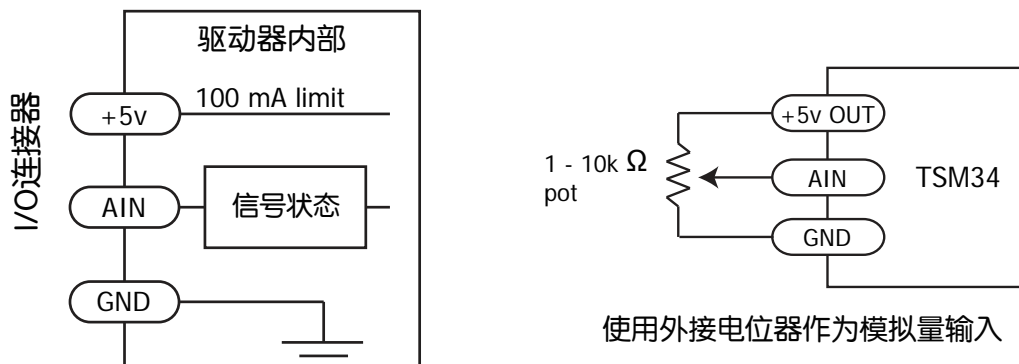 驱动器内部
I/O连接器
+5v
100 mA limit
AIN
信号状态
GND
+5v OUT
1 - 10k Ω
pot
AIN
TSM34
GND
使用外接电位器作为模拟量输入